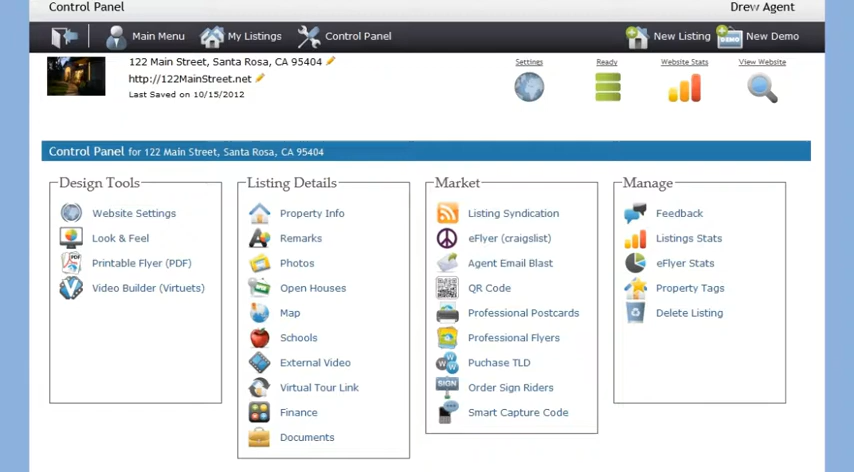 Control Panel
Drew Agent
Main Menu
My Listings
Control Panel
New Listing
DEMO
New Demo
122 Main Street, Santa Rosa, CA 95404
http://122MainStreet.net
Last Saved on 10/15/2012
Settings
Ready
Website Stats
View Website
Control Panel for 122 Main Street, Santa Rosa, CA 95404
Design Tools
Website Settings
Look & Feel
PDF
Printable Flyer (PDF)
Video Builder (Virtuets)
Listing Details
Property Info
Remarks
Photos
Open Houses
Map
Schools
External Video
Virtual Tour Link
Finance
Documents
Market
Listing Syndication
eFlyer (craigslist)
Agent Email Blast
QR Code
Professional Postcards
Professional Flyers
W W W
Puchase TLD
SIGN
Order Sign Riders
Smart Capture Code
Manage
Feedback
Listings Stats
eFlyer Stats
Property Tags
Delete Listing